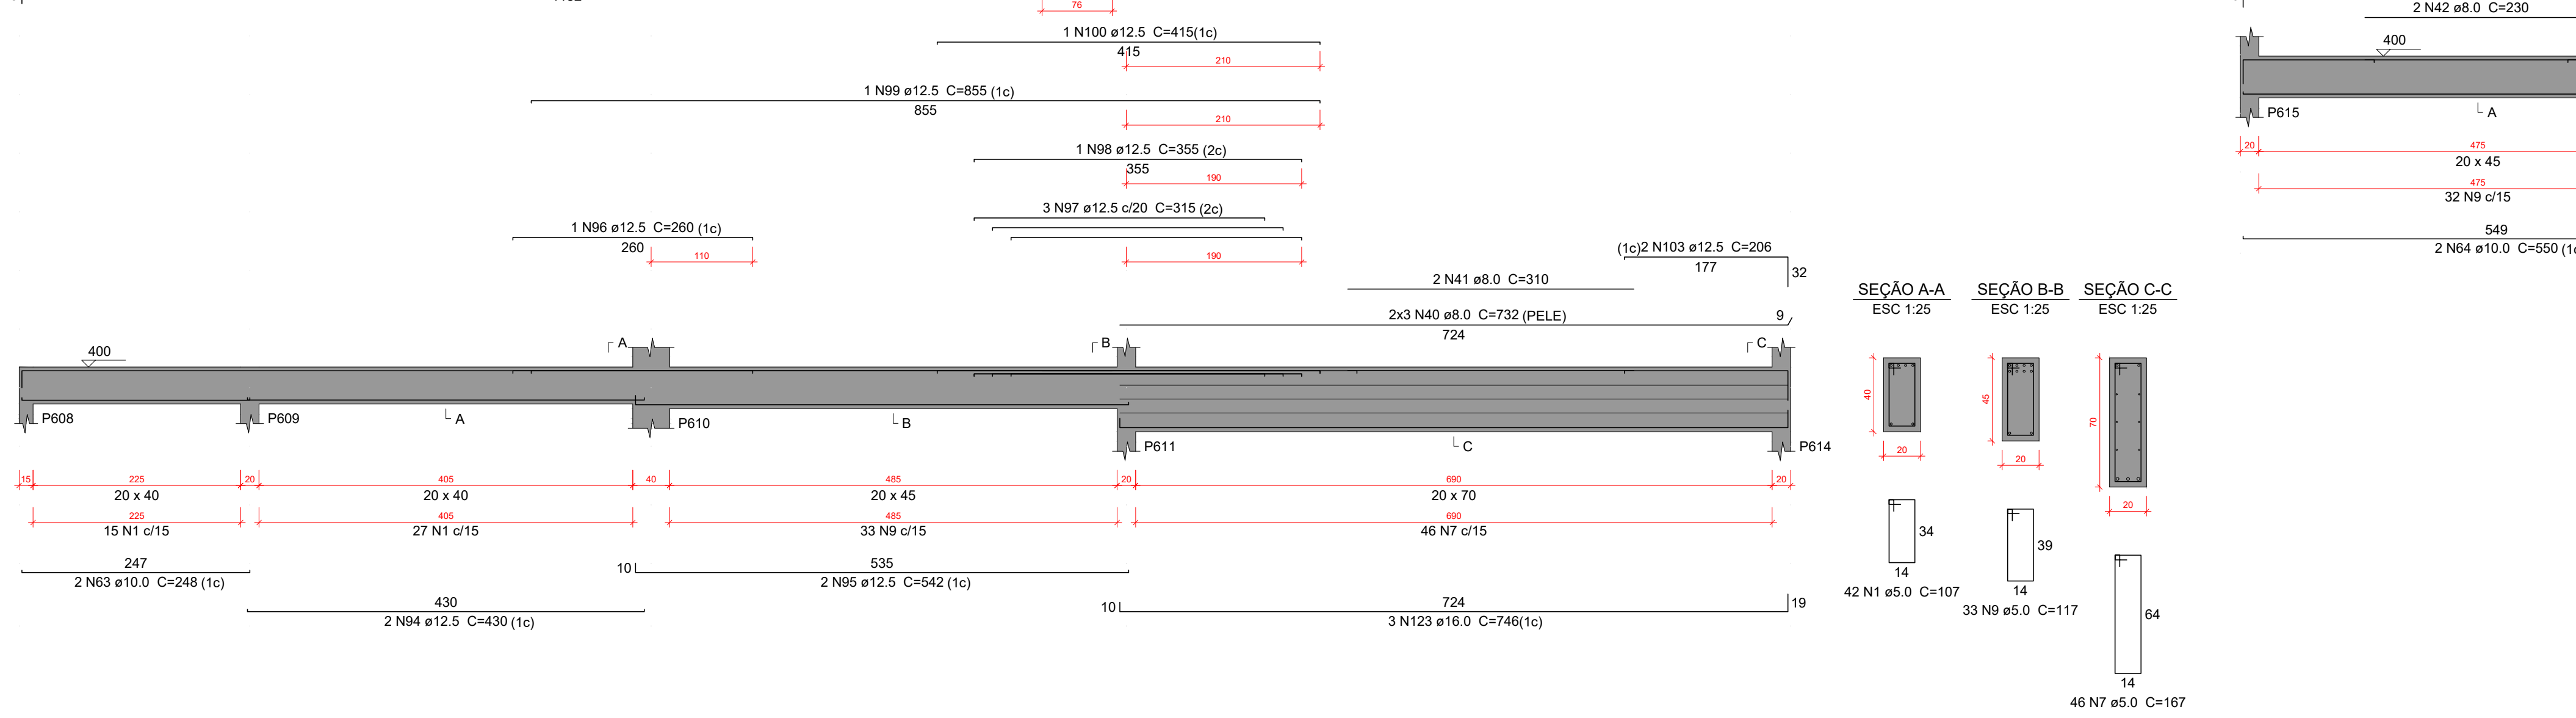 76
1 N100 ø12.5 C=415(1c)
415
210
1 N99 ø12.5 C=855 (1c)
855
210
1 N98 ø12.5 C=355 (2c)
355
190
3 N97 ø12.5 c/20 C=315 (2c)
190
1 N96 ø12.5 C=260 (1c)
260
110
(1c)2 N103 ø12.5 C=206
177
32
2 N41 ø8.0 C=310
2x3 N40 ø8.0 C=732 (PELE)
724
9
400
A
B
C
P608
P609
A
P610
B
P611
C
P614
15
225
20
405
40
485
20
690
20
20 x 40
20 x 40
20 x 45
20 x 70
225
405
485
690
15 N1 c/15
27 N1 c/15
33 N9 c/15
46 N7 c/15
247
2 N63 ø10.0 C=248 (1c)
10
535
2 N95 ø12.5 C=542 (1c)
430
2 N94 ø12.5 C=430 (1c)
10
724
19
3 N123 ø16.0 C=746(1c)
SEÇÃO A-A
ESC 1:25
40
20
34
14
42 N1 ø5.0 C=107
SEÇÃO B-B
ESC 1:25
45
20
39
14
33 N9 ø5.0 C=117
SEÇÃO C-C
ESC 1:25
70
20
64
14
46 N7 ø5.0 C=167
2 N42 ø8.0 C=230
400
P615
A
20
475
20 x 45
475
32 N9 c/15
549
2 N64 ø10.0 C=550 (1c